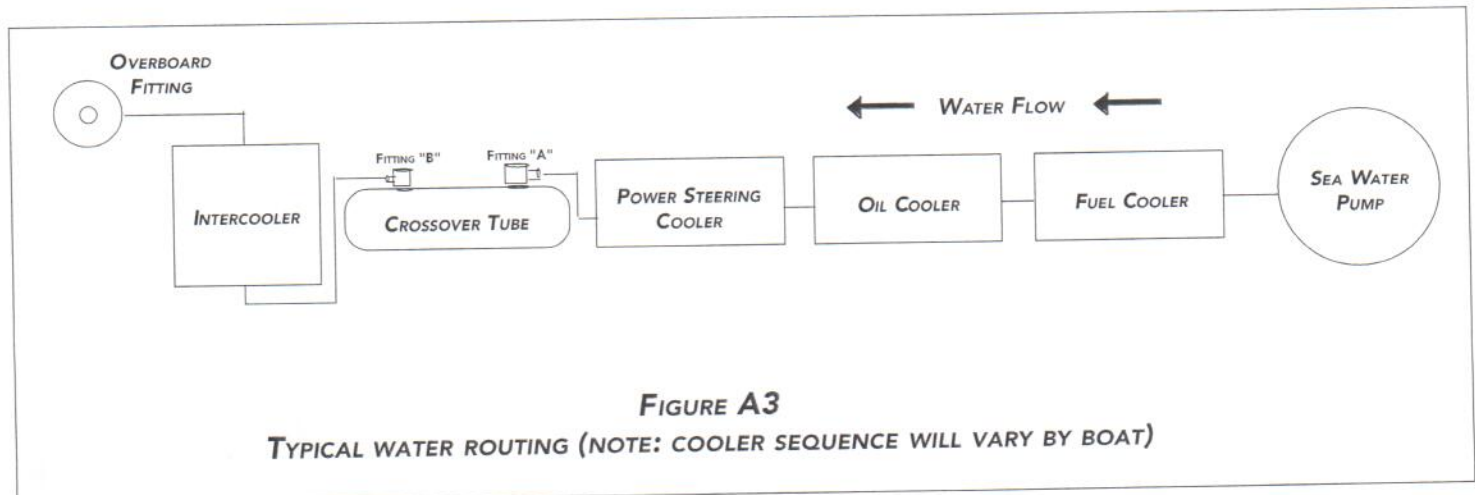 OVERBOARD
FITTING
WATER FLOW
FITTING "B"
FITTING "A"
INTERCOOLER
CROSSOVER TUBE
POWER STEERING
COOLER
OIL COOLER
FUEL COOLER
SEA WATER
PUMP
FIGURE A3
TYPICAL WATER ROUTING (NOTE: COOLER SEQUENCE WILL VARY BY BOAT)